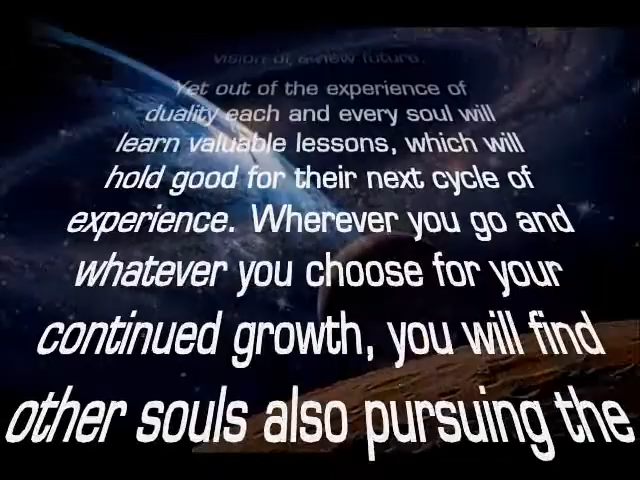 vision of a new future.
Yet out of the experience of
duality each and every soul will
learn valuable lessons, which will
hold good for their next cycle of
experience. Wherever you go and
whatever you choose for your
continued growth, you will find
other souls also pursuing the